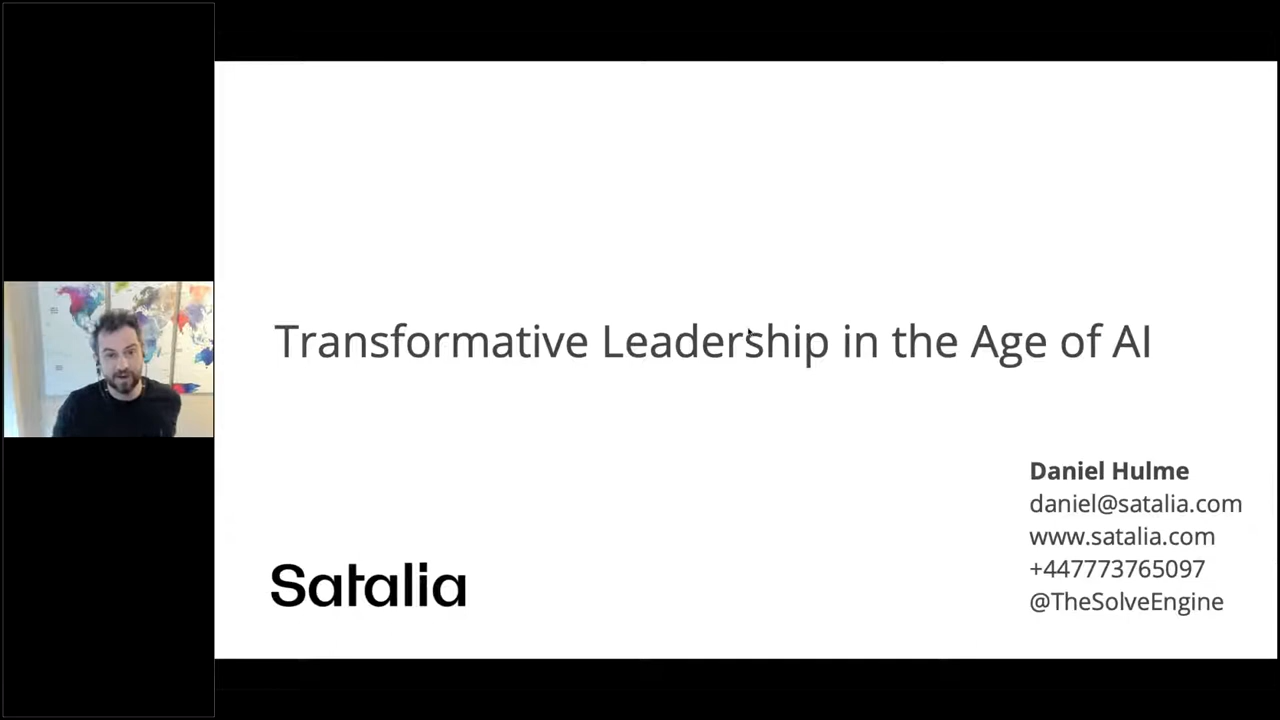 Transformative Leadership in the Age of AI
Daniel Hulme
daniel@satalia.com
www.satalia.com
+447773765097
@TheSolveEngine
Satalia